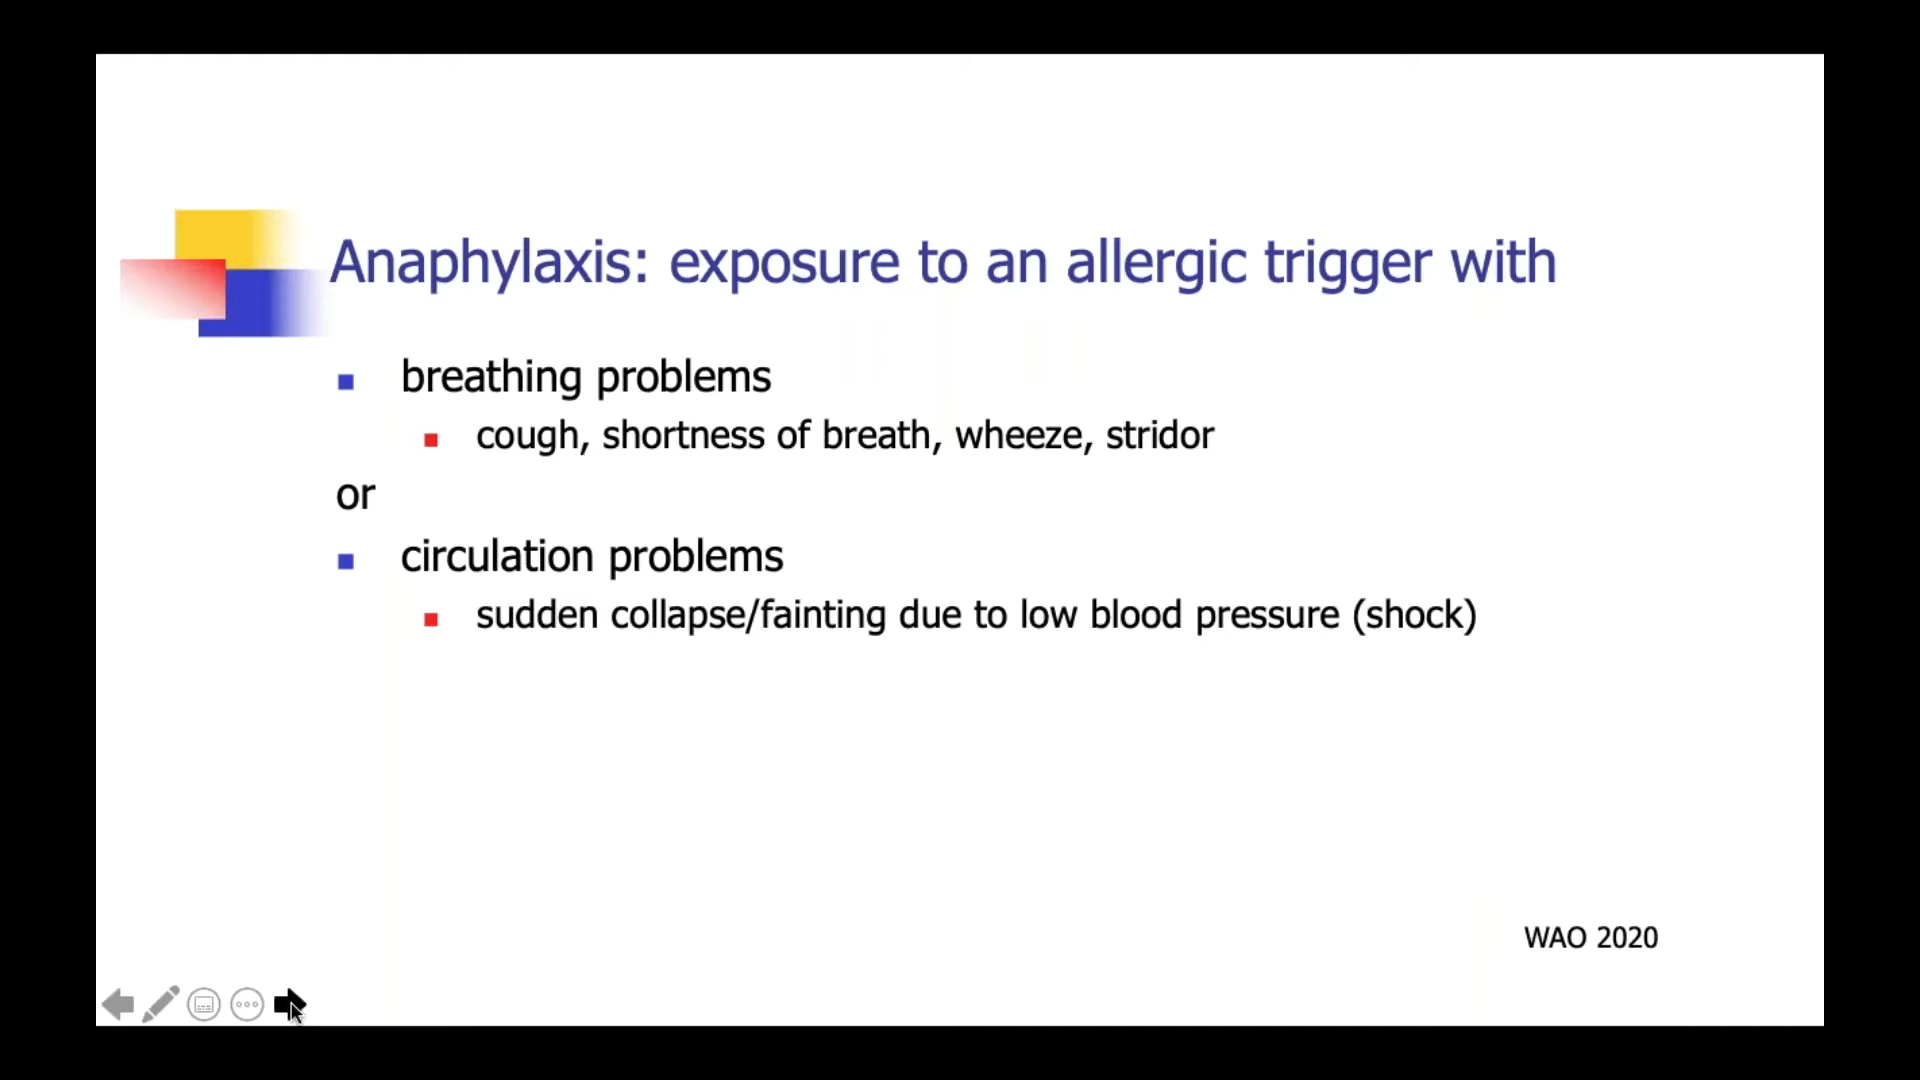 Anaphylaxis: exposure to an allergic trigger with
breathing problems
cough, shortness of breath, wheeze, stridor
or
circulation problems
sudden collapse/fainting due to low blood pressure (shock)
WAO 2020